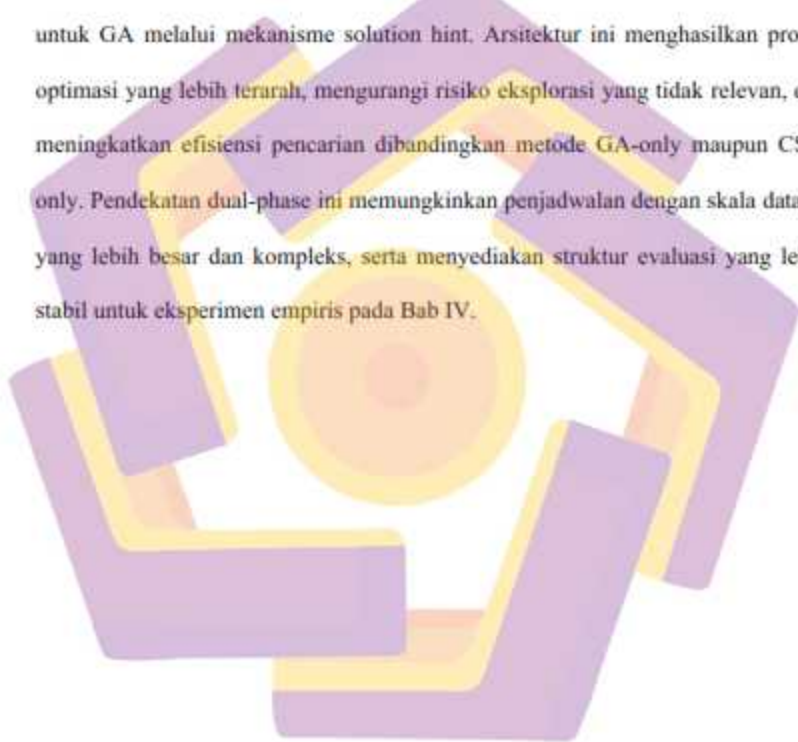 untuk GA melalui mekanisme solution hint. Arsitektur ini menghasilkan pro
optimasi yang lebih terarah, mengurangi risiko eksplorasi yang tidak relevan,
meningkatkan efisiensi pencarian dibandingkan metode GA-only maupun CS
only. Pendekatan dual-phase ini memungkinkan penjadwalan dengan skala data
yang lebih besar dan kompleks, serta menyediakan struktur evaluasi yang le
stabil untuk eksperimen empiris pada Bab IV.